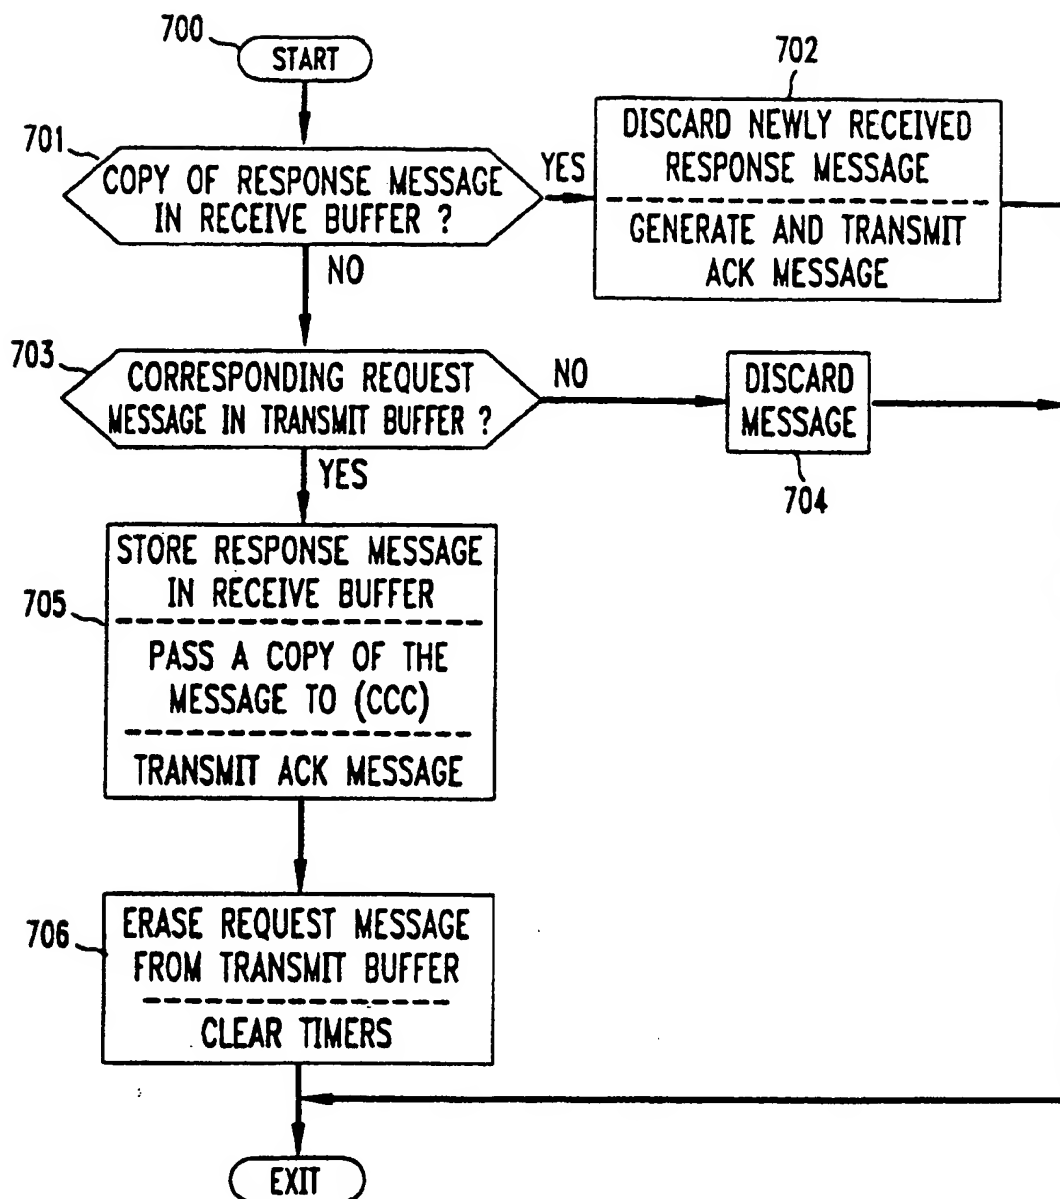 700
START
702
701
COPY OF RESPONSE MESSAGE
IN RECEIVE BUFFER ?
YES
DISCARD NEWLY RECEIVED
RESPONSE MESSAGE
GENERATE AND TRANSMIT
ACK MESSAGE
NO
703
CORRESPONDING REQUEST
MESSAGE IN TRANSMIT BUFFER ?
NO
DISCARD
MESSAGE
704
YES
705
STORE RESPONSE MESSAGE
IN RECEIVE BUFFER
PASS A COPY OF THE
MESSAGE TO (CCC)
TRANSMIT ACK MESSAGE
706
ERASE REQUEST MESSAGE
FROM TRANSMIT BUFFER
CLEAR TIMERS
EXIT